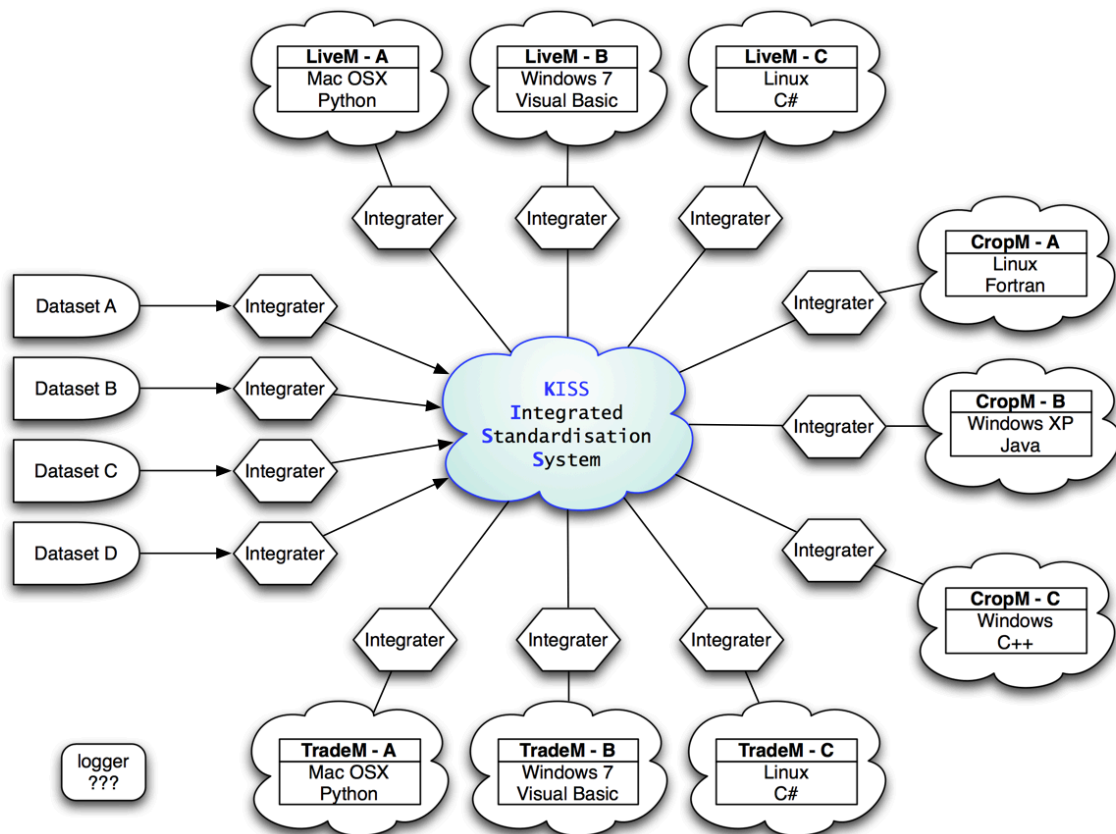 LiveM - A
Mac OSX
Python
LiveM - B
Windows 7
Visual Basic
LiveM - C
Linux
C#
Integrater
Integrater
Integrater
CropM - A
Linux
Fortran
Integrater
Dataset A
Integrater
Dataset B
Integrater
Dataset C
Integrater
Dataset D
Integrater
KISS
Integrated
Standardisation
System
Integrater
CropM - B
Windows XP
Java
Integrater
CropM - C
Windows
C++
Integrater
Integrater
Integrater
TradeM - A
Mac OSX
Python
TradeM - B
Windows 7
Visual Basic
TradeM - C
Linux
C#
logger
???